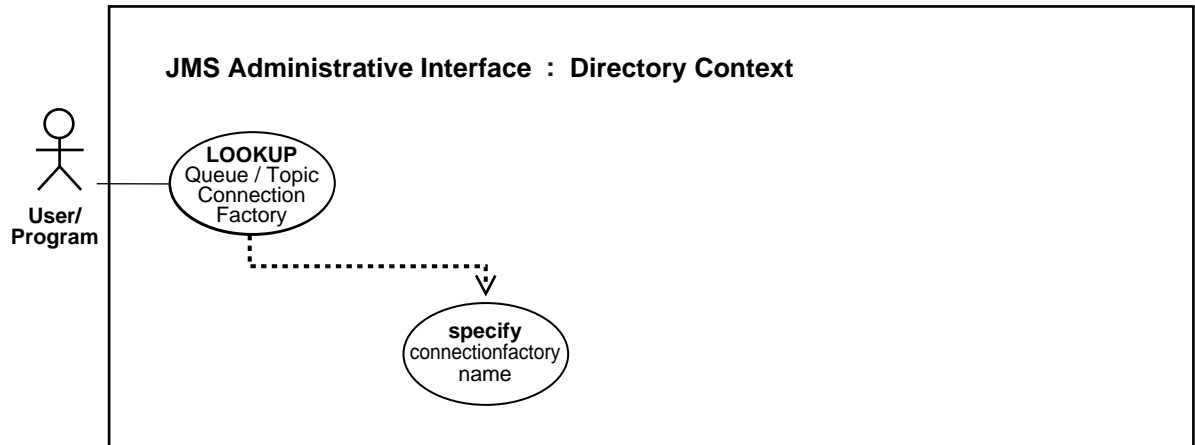 JMS Administrative Interface : Directory Context
LOOKUP
Queue / Topic
Connection
Factory
User/
Program
specify
connectionfactory
name